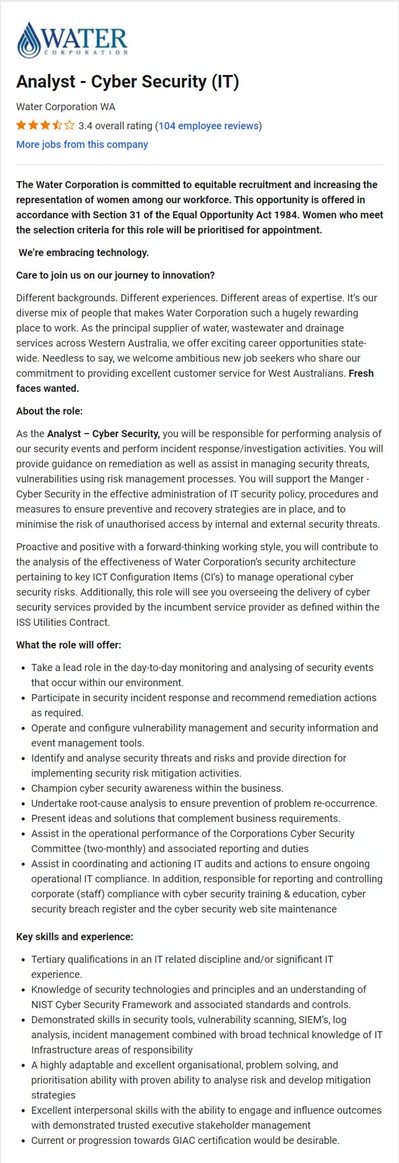 WATER
CORPORATION
Analyst - Cyber Security (IT)
Water Corporation WA
3.4 overall rating (104 employee reviews)
More jobs from this company
The Water Corporation is committed to equitable recruitment and increasing the
representation of women among our workforce. This opportunity is offered in
accordance with Section 31 of the Equal Opportunity Act 1984. Women who meet
the selection criteria for this role will be prioritised for appointment.
We're embracing technology.
Care to join us on our journey to innovation?
Different backgrounds. Different experiences. Different areas of expertise. It's our
diverse mix of people that makes Water Corporation such a hugely rewarding
place to work. As the principal supplier of water, wastewater and drainage
services across Western Australia, we offer exciting career opportunities state-
wide. Needless to say, we welcome ambitious new job seekers who share our
commitment to providing excellent customer service for West Australians. Fresh
faces wanted.
About the role:
As the Analyst – Cyber Security, you will be responsible for performing analysis of
our security events and perform incident response/investigation activities. You will
provide guidance on remediation as well as assist in managing security threats,
vulnerabilities using risk management processes. You will support the Manger -
Cyber Security in the effective administration of IT security policy, procedures and
measures to ensure preventive and recovery strategies are in place, and to
minimise the risk of unauthorised access by internal and external security threats.
Proactive and positive with a forward-thinking working style, you will contribute to
the analysis of the effectiveness of Water Corporation's security architecture
pertaining to key ICT Configuration Items (CI's) to manage operational cyber
security risks. Additionally, this role will see you overseeing the delivery of cyber
security services provided by the incumbent service provider as defined within the
ISS Utilities Contract.
What the role will offer:
• Take a lead role in the day-to-day monitoring and analysing of security events
that occur within our environment.
• Participate in security incident response and recommend remediation actions
as required.
• Operate and configure vulnerability management and security information and
event management tools.
• Identify and analyse security threats and risks and provide direction for
implementing security risk mitigation activities.
• Champion cyber security awareness within the business.
• Undertake root-cause analysis to ensure prevention of problem re-occurrence.
• Present ideas and solutions that complement business requirements.
• Assist in the operational performance of the Corporations Cyber Security
Committee (two-monthly) and associated reporting and duties
• Assist in coordinating and actioning IT audits and actions to ensure ongoing
operational IT compliance. In addition, responsible for reporting and controlling
corporate (staff) compliance with cyber security training & education, cyber
security breach register and the cyber security web site maintenance
Key skills and experience:
• Tertiary qualifications in an IT related discipline and/or significant IT
experience.
• Knowledge of security technologies and principles and an understanding of
NIST Cyber Security Framework and associated standards and controls.
• Demonstrated skills in security tools, vulnerability scanning, SIEM's, log
analysis, incident management combined with broad technical knowledge of IT
Infrastructure areas of responsibility
• A highly adaptable and excellent organisational, problem solving, and
prioritisation ability with proven ability to analyse risk and develop mitigation
strategies
• Excellent interpersonal skills with the ability to engage and influence outcomes
with demonstrated trusted executive stakeholder management
• Current or progression towards GIAC certification would be desirable.